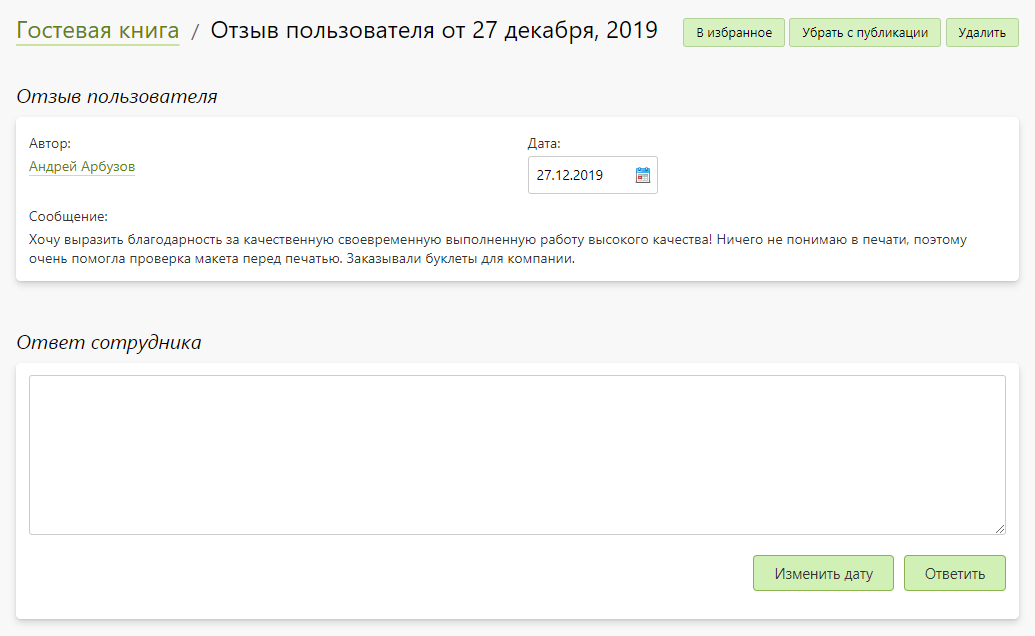 Гостевая книга / Отзыв пользователя от 27 декабря, 2019
В избранное
Убрать с публикации
Удалить
Отзыв пользователя
Автор:
Андрей Арбузов
Дата:
27.12.2019
Сообщение:
Хочу выразить благодарность за качественную своевременную выполненную работу высокого качества! Ничего не понимаю в печати, поэтому
очень помогла проверка макета перед печатью. Заказывали буклеты для компании.
Ответ сотрудника
Изменить дату
Ответить